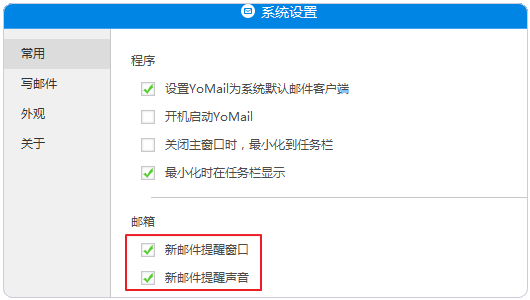 系统设置
常用
写邮件
外观
关于
程序
设置YoMail为系统默认邮件客户端
开机启动YoMail
关闭主窗口时，最小化到任务栏
最小化时在任务栏显示
邮箱
新邮件提醒窗口
新邮件提醒声音